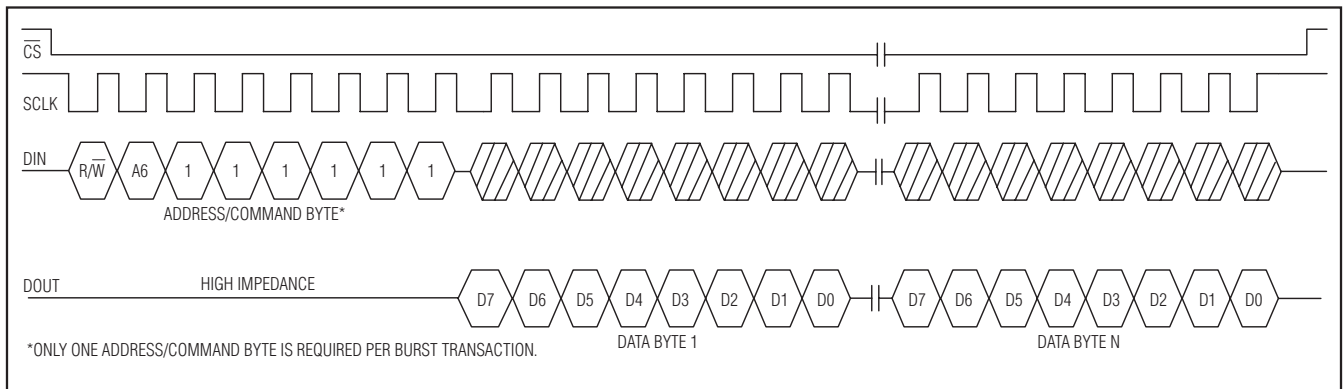 CS
SCLK
DIN R/W A6 1 1 1 1 1 1
ADDRESS/COMMAND BYTE*
DOUT HIGH IMPEDANCE D7 D6 D5 D4 D3 D2 D1 D0 D7 D6 D5 D4 D3 D2 D1 D0
DATA BYTE 1 DATA BYTE N
*ONLY ONE ADDRESS/COMMAND BYTE IS REQUIRED PER BURST TRANSACTION.